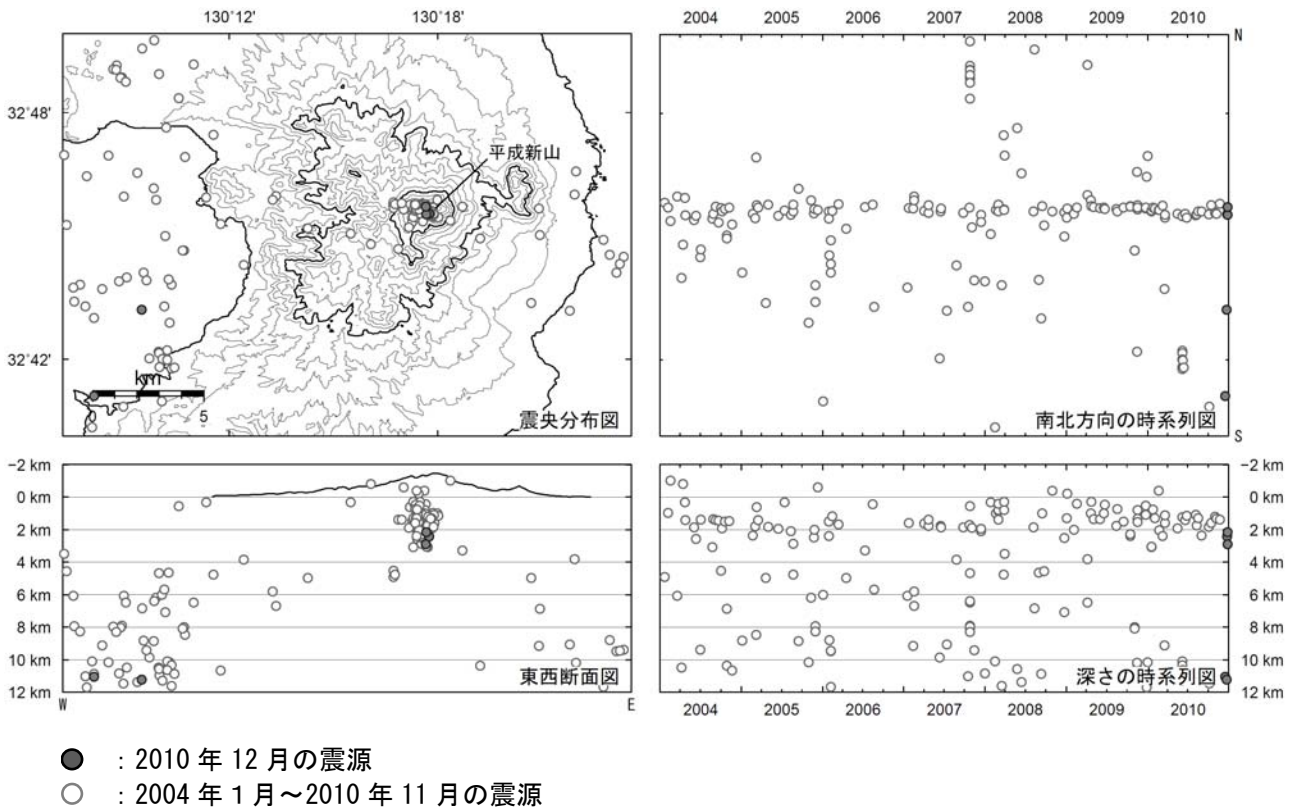 130°12′ 130°18′
2004 2005 2006 2007 2008 2009 2010
32°48′
平成新山
N
32°42′
km
0 5
震央分布図
南北方向の時系列図
S
-2 km -2 km
0 km 0 km
2 km 2 km
4 km 4 km
6 km 6 km
8 km 8 km
10 km 10 km
東西断面図 深さの時系列図
12 km 12 km
W E
2004 2005 2006 2007 2008 2009 2010
：2010 年 12 月の震源
：2004 年 1 月～2010 年 11 月の震源